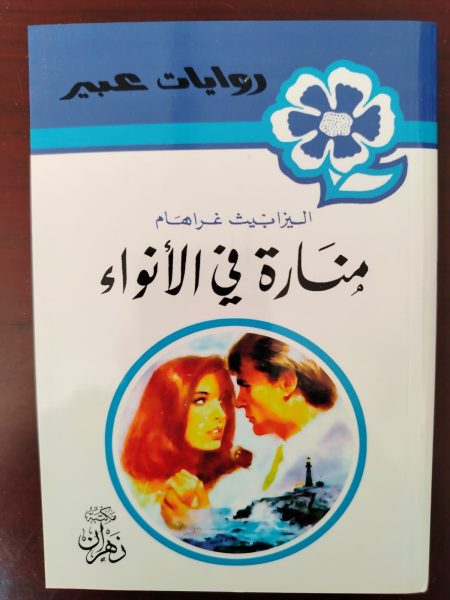 روايات عبير
اليزابيث غراهام
منارة في الأنواء
مكتبة
زهران